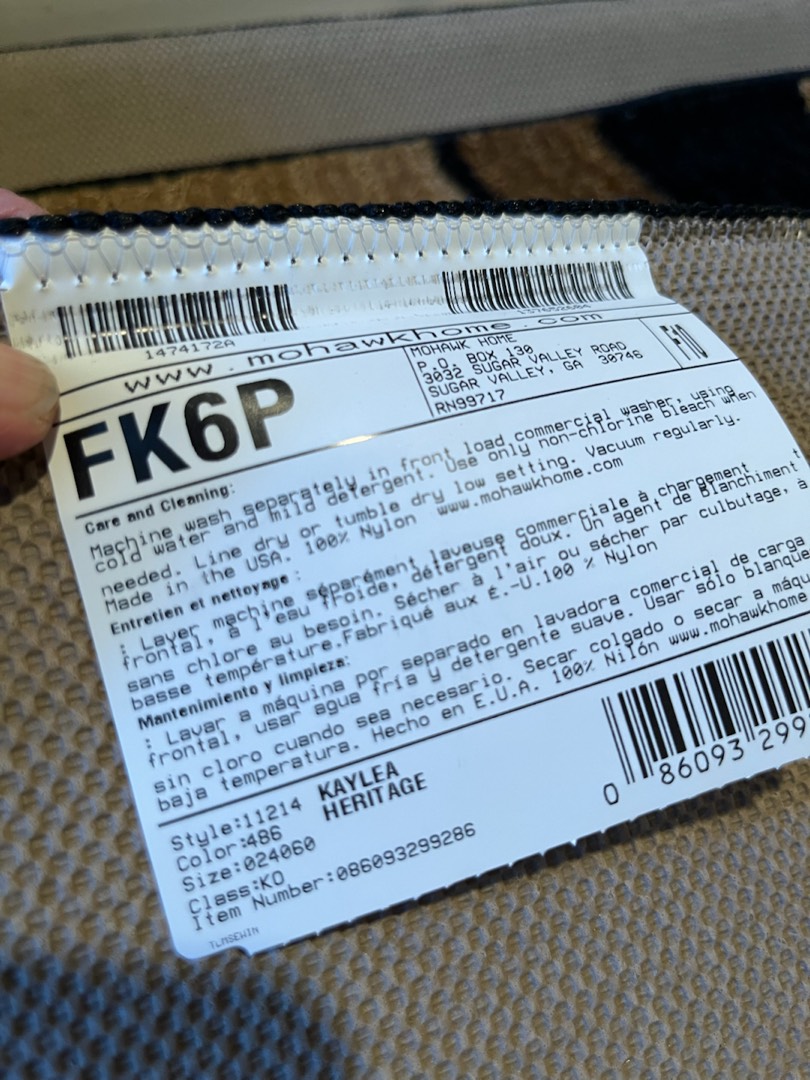 1474172A
www.mohawkhome.com
MOHAWK HOME
P.O. BOX 130
3032 SUGAR VALLEY ROAD
SUGAR VALLEY, GA 30746
RN99717
F10
FK6P
Care and Cleaning:
Machine wash separately in front load commercial washer, using
cold water and mild detergent. Use only non-chlorine bleach when
needed. Line dry or tumble dry low setting. Vacuum regularly.
Made in the USA. 100% Nylon www.mohawkhome.com
Entretien et nettoyage :
: Laver machine séparément laveuse commerciale à chargement
frontal, à l'eau froide, détergent doux. Un agent de blanchiment
sans chlore au besoin. Sécher à l'air ou sécher par culbutage, à
basse température.Fabriqué aux É.-U.100 % Nylon
Mantenimiento y limpieza:
: Lavar a máquina por separado en lavadora comercial de carga
frontal, usar agua fría y detergente suave. Usar sólo blanque
sin cloro cuando sea necesario. Secar colgado o secar a máqu
baja temperatura. Hecho en E.U.A. 100% Nilón www.mohawkhome
Style:11214 KAYLEA
Color:486 HERITAGE
Size:024060
Class:KO
Item Number:086093299286
0 86093 299